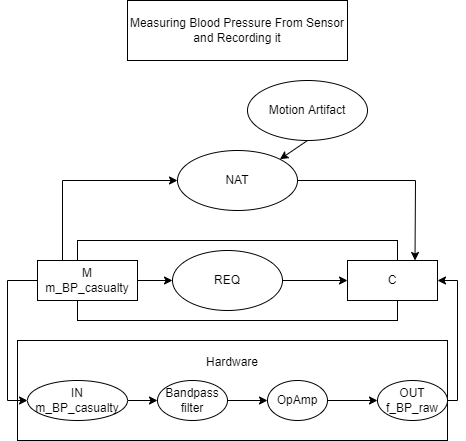 Measuring Blood Pressure From Sensor
and Recording it
Motion Artifact
NAT
M
m_BP_casualty
REQ
C
Hardware
IN
m_BP_casualty
Bandpass
filter
OpAmp
OUT
f_BP_raw